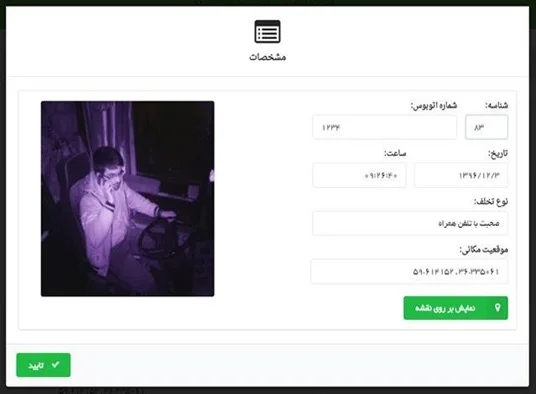 مشخصات
شناسه: شماره اتوبوس:
۸۳ ۱۲۳۴
تاریخ: ساعت:
۱۳۹۶/۱۲/۳ ۰۹:۲۶:۴۰
نوع تخلف:
صحبت با تلفن همراه
موقعیت مکانی:
۵۹.۶۱۴۱۵۲ ,۳۶.۲۳۵۰۶۱
نمایش بر روی نقشه
تایید